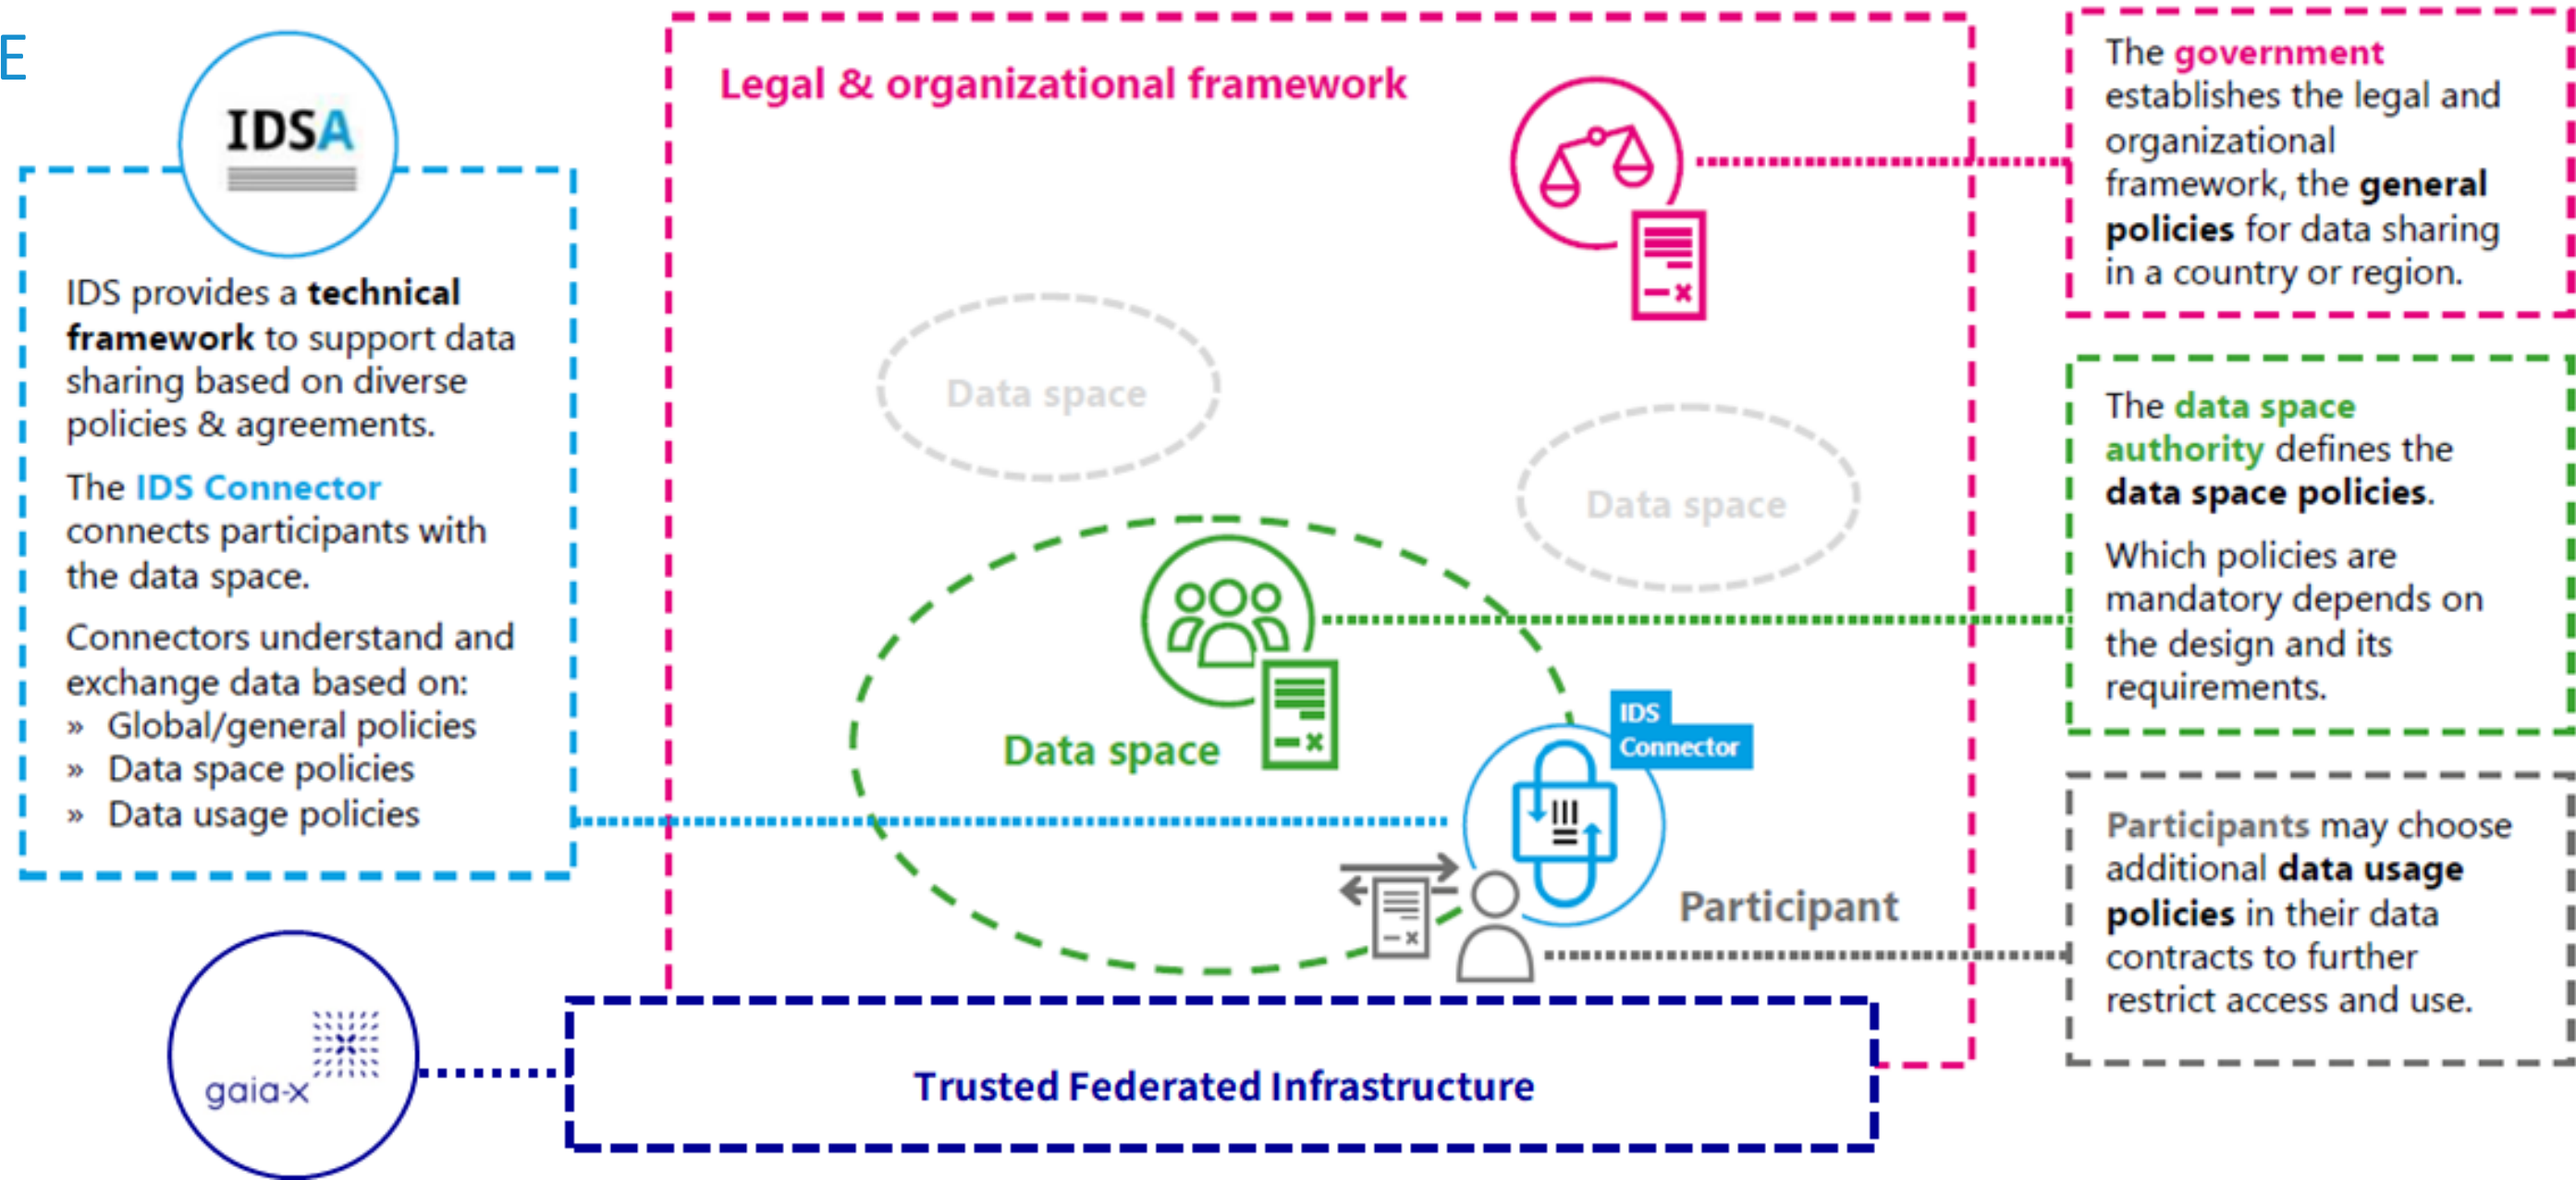 E
IDSA
IDS provides a technical
framework to support data
sharing based on diverse
policies & agreements.
The IDS Connector
connects participants with
the data space.
Connectors understand and
exchange data based on:
» Global/general policies
» Data space policies
» Data usage policies
gaia-x
Legal & organizational framework
Data space
Data space
Data space
IDS
Connector
Participant
Trusted Federated Infrastructure
The government
establishes the legal and
organizational
framework, the general
policies for data sharing
in a country or region.
The data space
authority defines the
data space policies.
Which policies are
mandatory depends on
the design and its
requirements.
Participants may choose
additional data usage
policies in their data
contracts to further
restrict access and use.